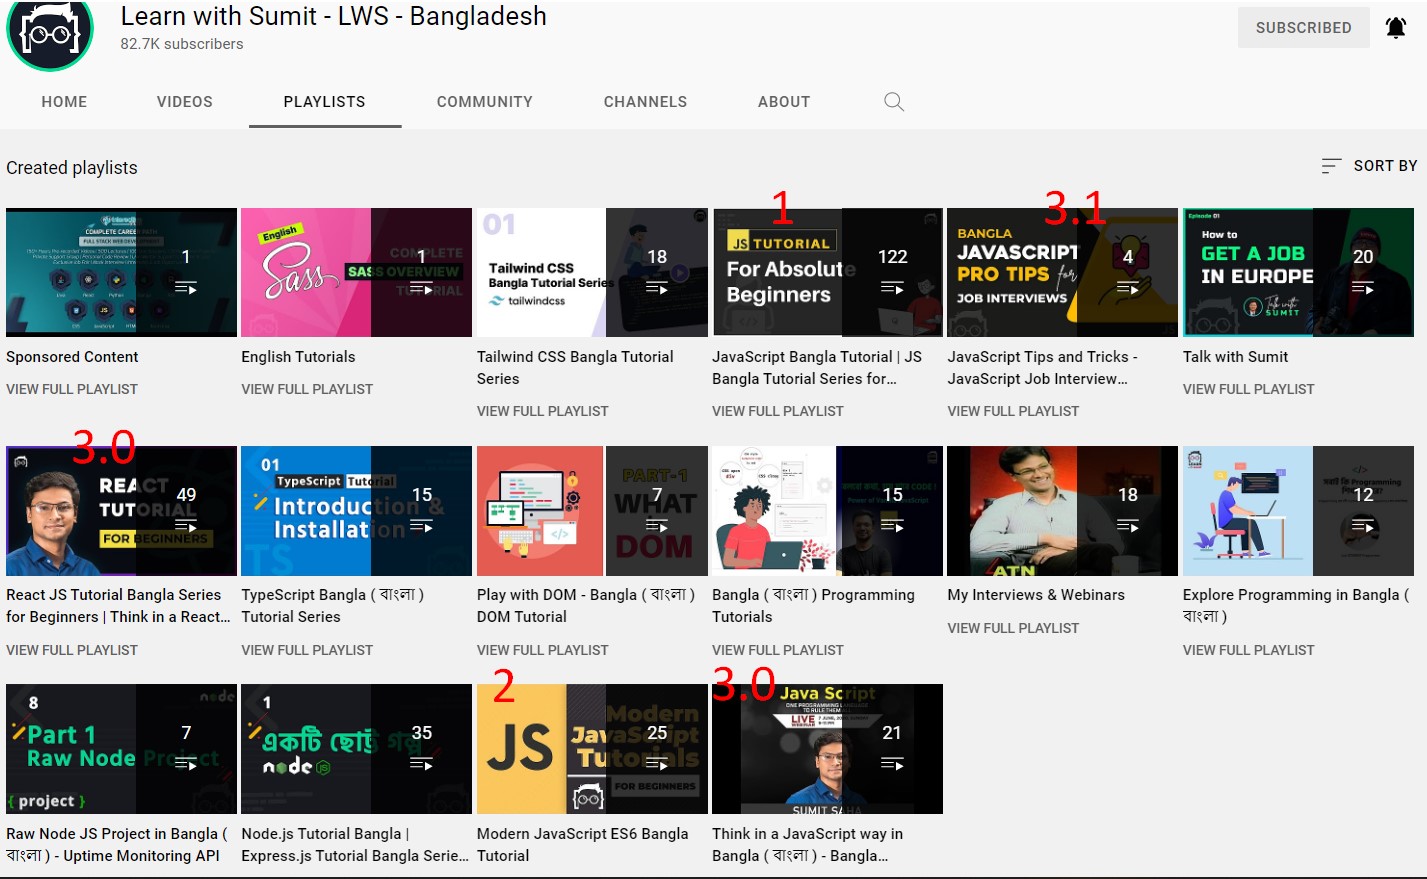 Learn with Sumit - LWS - Bangladesh
82.7K subscribers
SUBSCRIBED
HOME VIDEOS PLAYLISTS COMMUNITY CHANNELS ABOUT
Created playlists
SORT BY
1
3.1
COMPLETE CAREER PATH
FULL STACK WEB DEVELOPMENT
1
English
Sass
COMPLETE
SASS OVERVIEW
TUTORIAL
1
01
Tailwind CSS
Bangla Tutorial Series
tailwindcss
18
JS TUTORIAL
For Absolute
Beginners
122
BANGLA
JAVASCRIPT
PRO TIPS for
JOB INTERVIEWS
4
Episode 01
How to
GET A JOB
IN EUROPE
Talk with
SUMIT
20
Sponsored Content
VIEW FULL PLAYLIST
English Tutorials
VIEW FULL PLAYLIST
Tailwind CSS Bangla Tutorial
Series
VIEW FULL PLAYLIST
JavaScript Bangla Tutorial | JS
Bangla Tutorial Series for...
VIEW FULL PLAYLIST
JavaScript Tips and Tricks -
JavaScript Job Interview...
VIEW FULL PLAYLIST
Talk with Sumit
VIEW FULL PLAYLIST
3.0
REACT
TUTORIAL
FOR BEGINNERS
49
01
TypeScript Tutorial
Introduction &
Installation
TS
15
PART-1
WHAT
DOM
7
15
ATN
18
12
React JS Tutorial Bangla Series
for Beginners | Think in a React...
VIEW FULL PLAYLIST
TypeScript Bangla ( বাংলা )
Tutorial Series
VIEW FULL PLAYLIST
Play with DOM - Bangla ( বাংলা )
DOM Tutorial
VIEW FULL PLAYLIST
Bangla ( বাংলা ) Programming
Tutorials
VIEW FULL PLAYLIST
My Interviews & Webinars
VIEW FULL PLAYLIST
Explore Programming in Bangla (
বাংলা )
VIEW FULL PLAYLIST
2
3.0
8
Part 1
Raw Node Project
{ project }
node
7
1
একটি ছোট্ট গল্প
node JS
35
JS
Modern
JavaScript
Tutorials
FOR BEGINNERS
25
Java Script
ONE PROGRAMMING LANGUAGE
TO RULE THEM ALL
LIVE
WEBINAR
SUMIT SAHA
21
Raw Node JS Project in Bangla (
বাংলা ) - Uptime Monitoring API
Node.js Tutorial Bangla |
Express.js Tutorial Bangla Serie...
Modern JavaScript ES6 Bangla
Tutorial
Think in a JavaScript way in
Bangla ( বাংলা ) - Bangla...